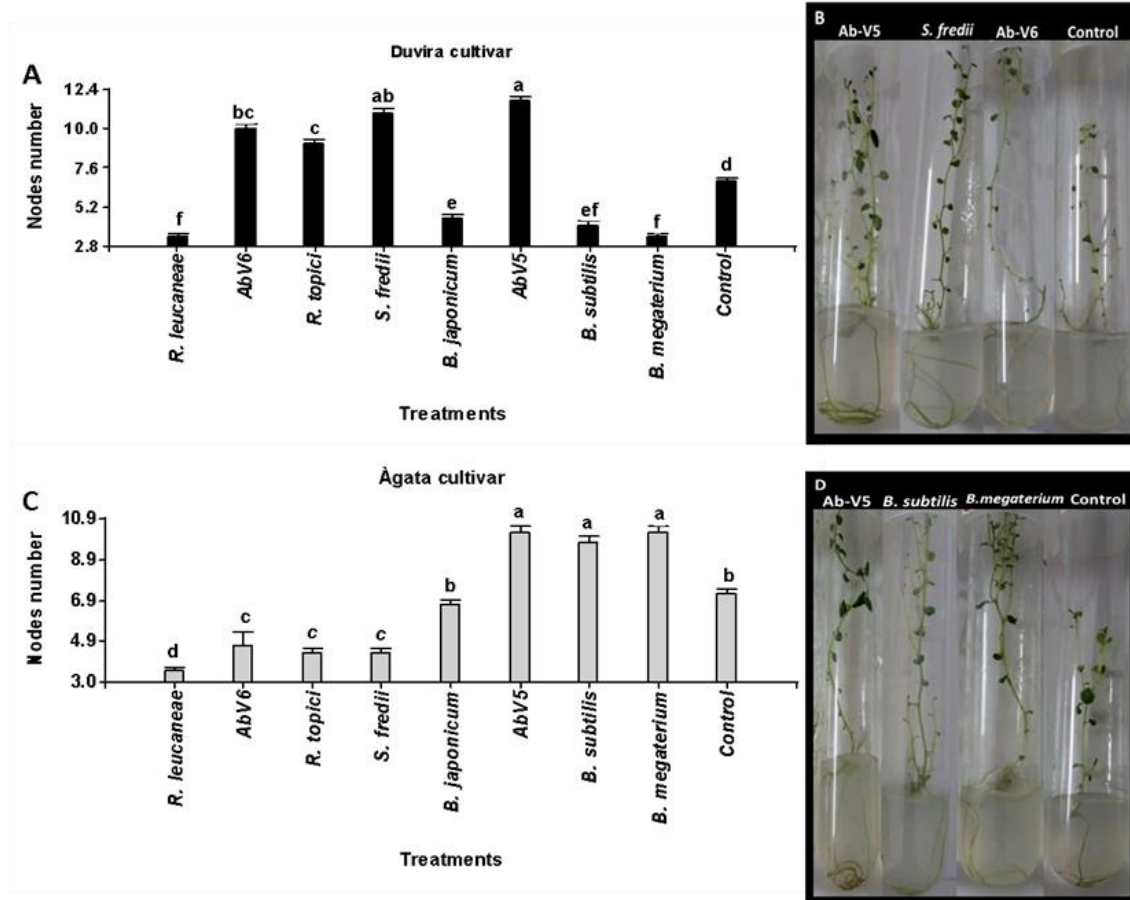 A
Duvira cultivar
Nodes number
12.4
10.0
7.6
5.2
2.8
f
bc
c
ab
e
a
ef
f
d
R. leucaneae
AbV6
R. topici
S. fredii
B. japonicum
AbV5
B. subtilis
B. megaterium
Control
Treatments
B
Ab-V5 S. fredii Ab-V6 Control
C
Àgata cultivar
Nodes number
10.9
8.9
6.9
4.9
3.0
d
c
c
c
b
a
a
a
b
R. leucaneae
AbV6
R. topici
S. fredii
B. japonicum
AbV5
B. subtilis
B. megaterium
Control
Treatments
D
Ab-V5 B. subtilis B.megaterium Control